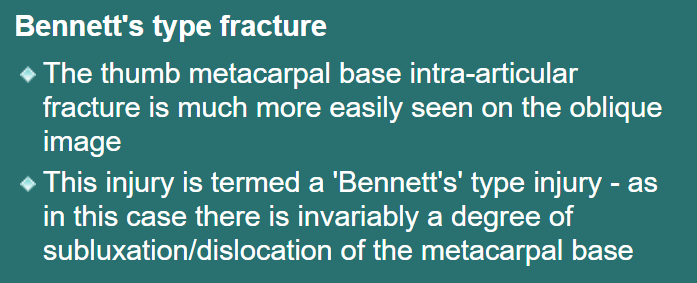 Bennett's type fracture
The thumb metacarpal base intra-articular
fracture is much more easily seen on the oblique
image
This injury is termed a 'Bennett's' type injury - as
in this case there is invariably a degree of
subluxation/dislocation of the metacarpal base